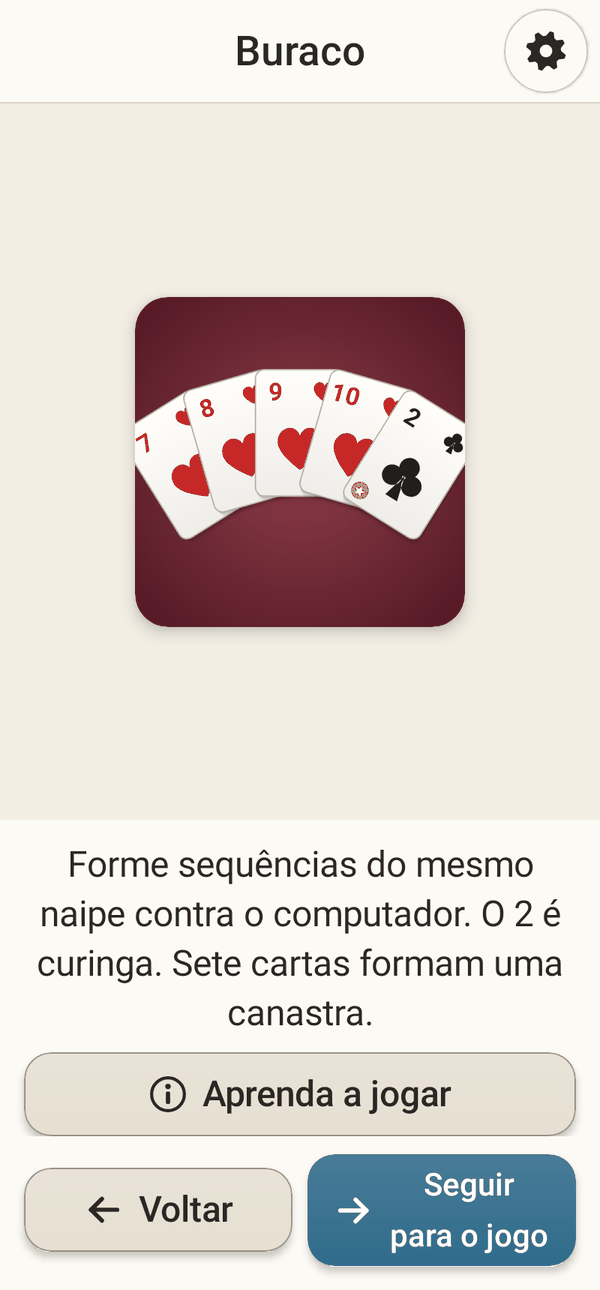 Buraco
7
8
9
10
2
Forme sequências do mesmo
naipe contra o computador. O 2 é
curinga. Sete cartas formam uma
canastra.
Aprenda a jogar
Voltar
Seguir
para o jogo